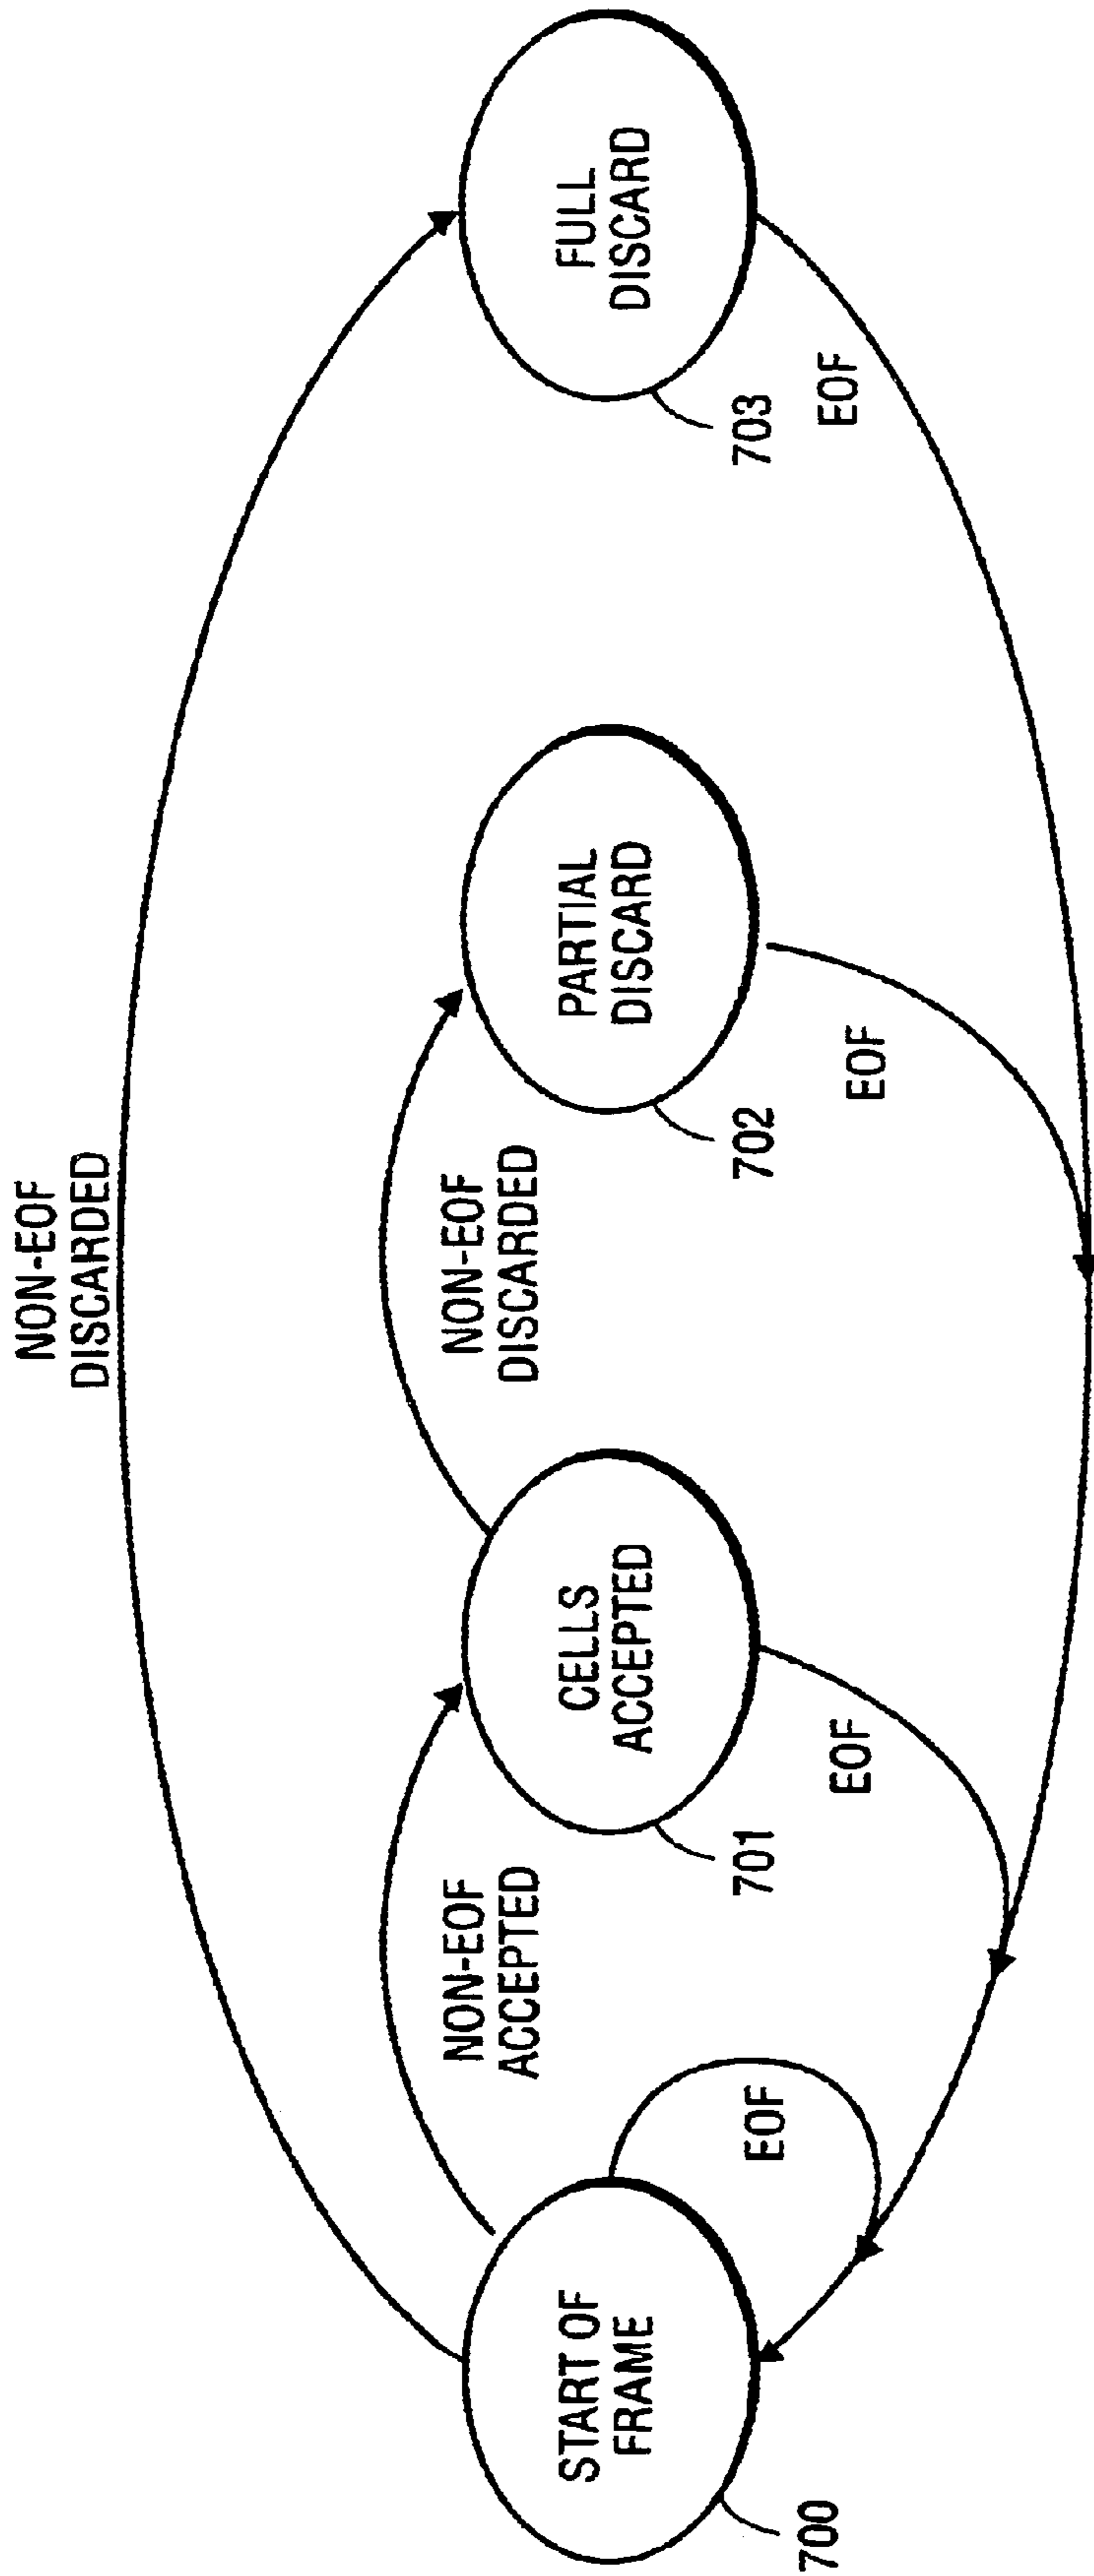 NON-EOF
DISCARDED
NON-EOF
ACCEPTED
NON-EOF
DISCARDED
START OF
FRAME
CELLS
ACCEPTED
PARTIAL
DISCARD
FULL
DISCARD
700
701
702
703
EOF
EOF
EOF
EOF